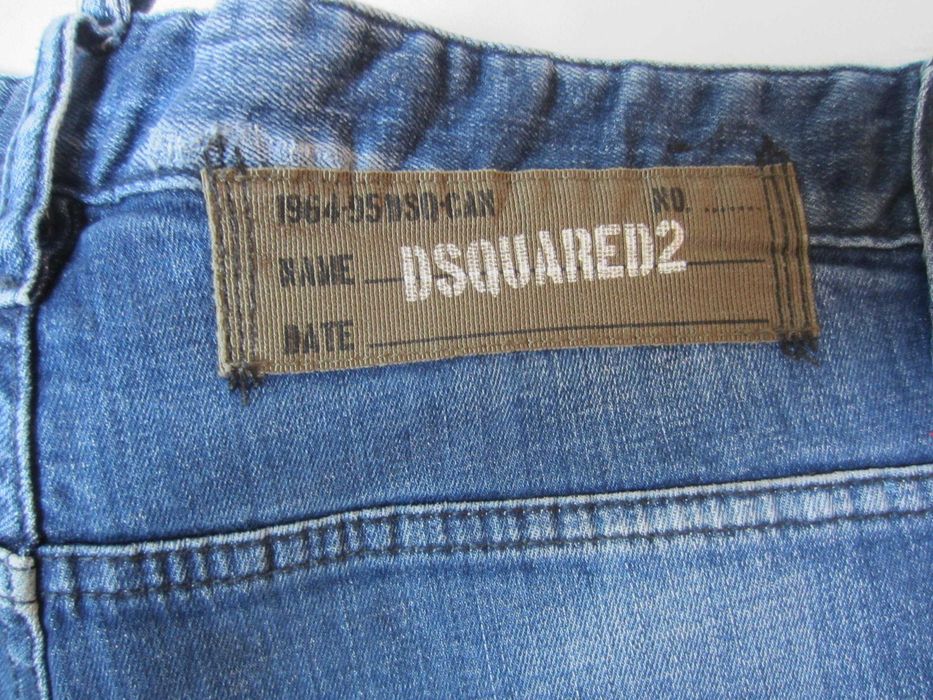 1964-95DSQ-CAN NO. ........
NAME DSQUARED2
DATE